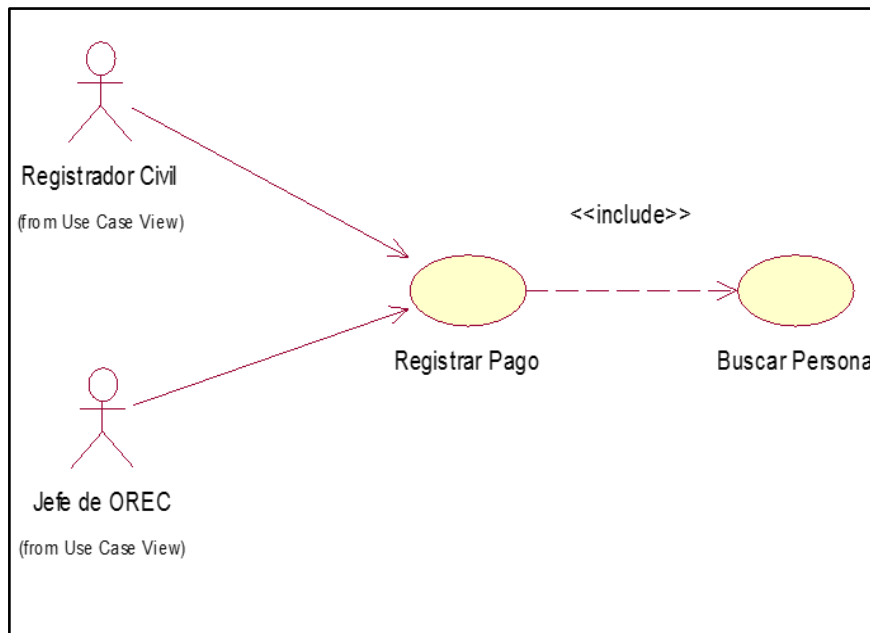 Registrador Civil
(from Use Case View)
<<include>>
Registrar Pago
Buscar Persona
Jefe de OREC
(from Use Case View)